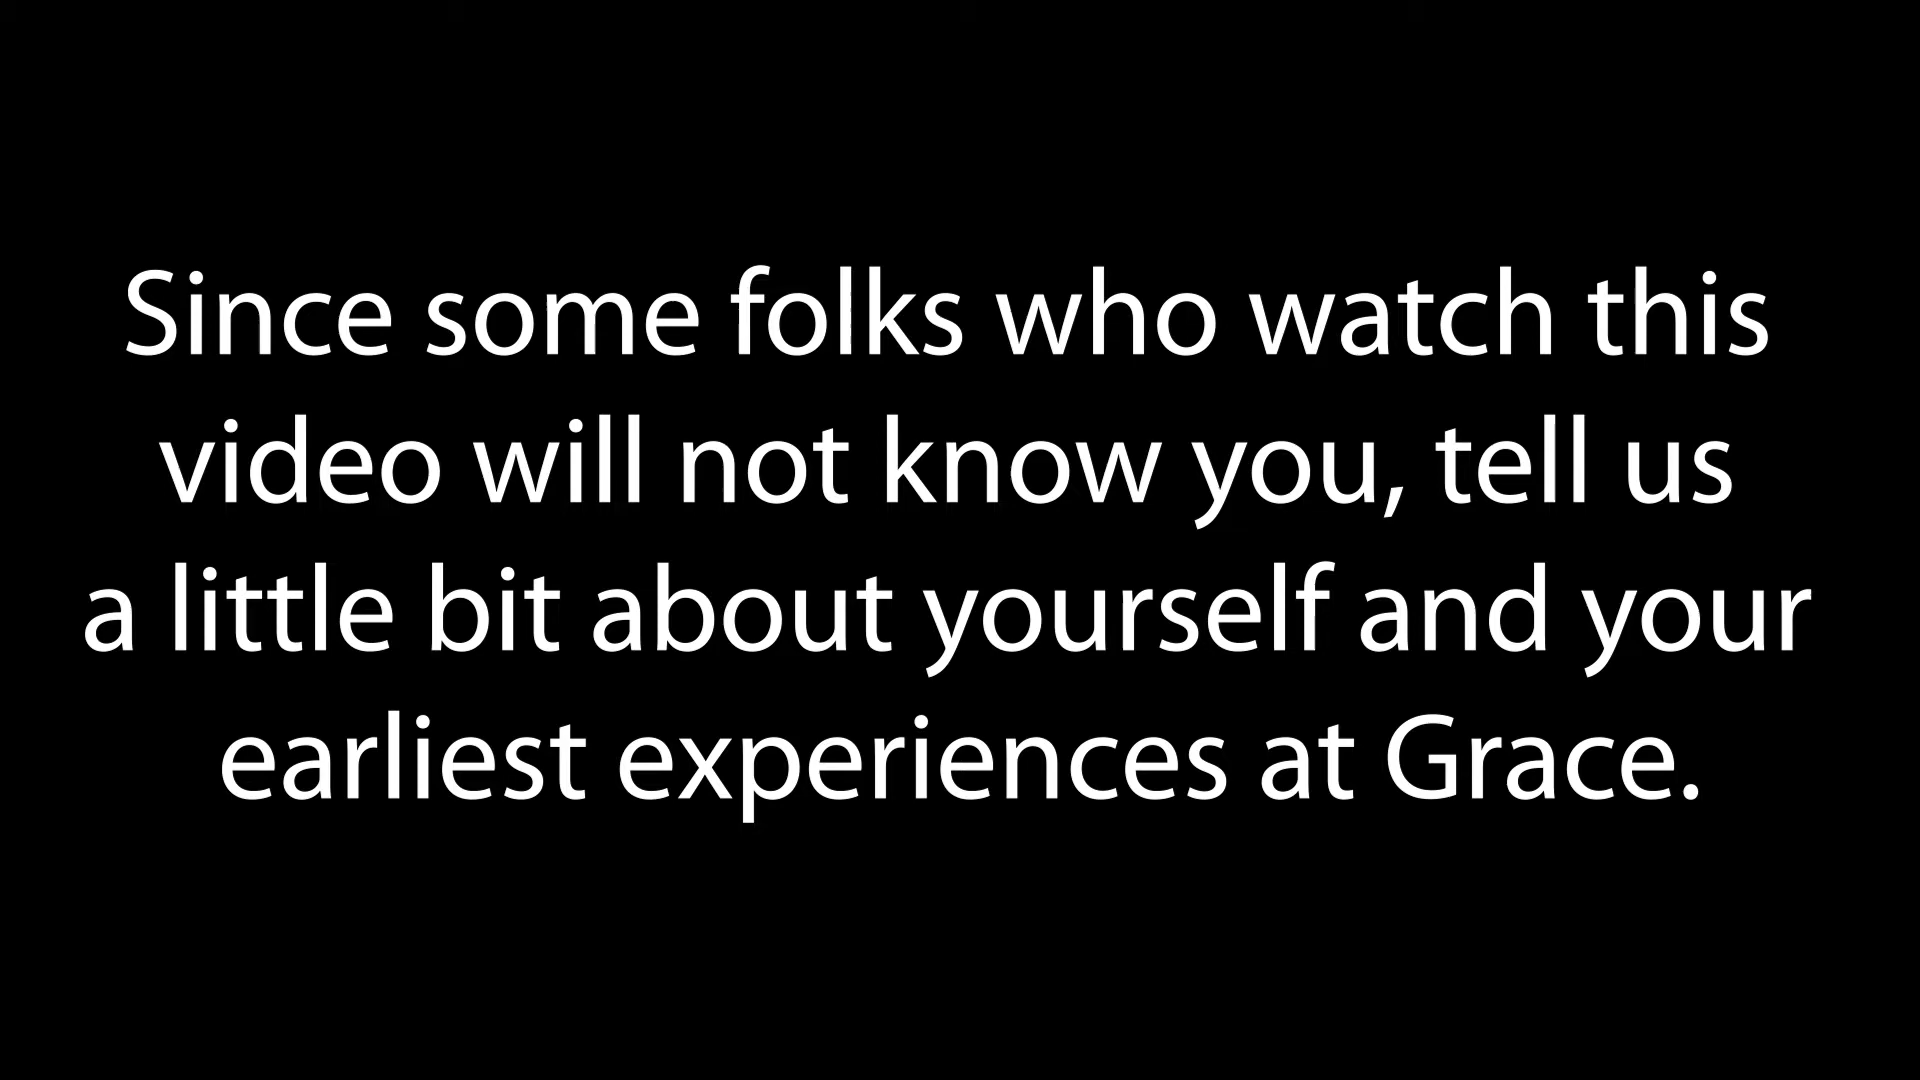 Since some folks who watch this
video will not know you, tell us
a little bit about yourself and your
earliest experiences at Grace.